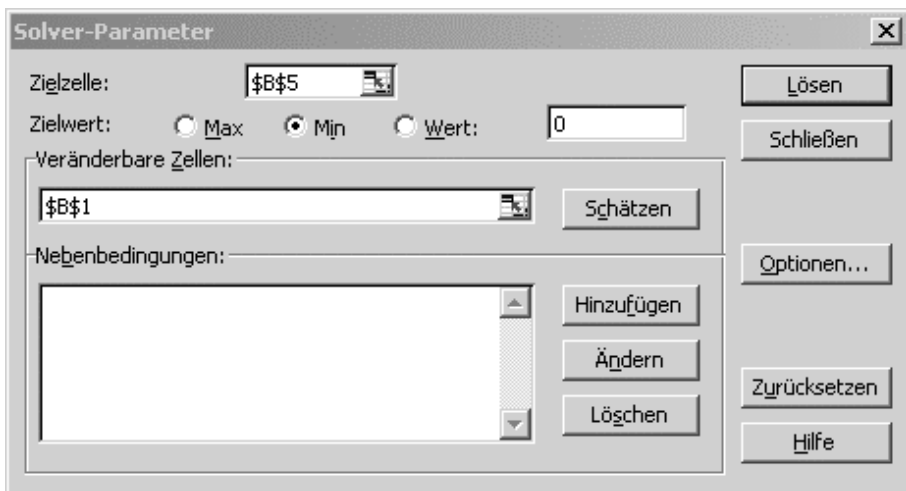 Solver-Parameter
Zielzelle: $B$5
Lösen
Zielwert: Max Min Wert: 0
Schließen
Veränderbare Zellen:
$B$1
Schätzen
Nebenbedingungen:
Optionen...
Hinzufügen
Ändern
Zurücksetzen
Löschen
Hilfe